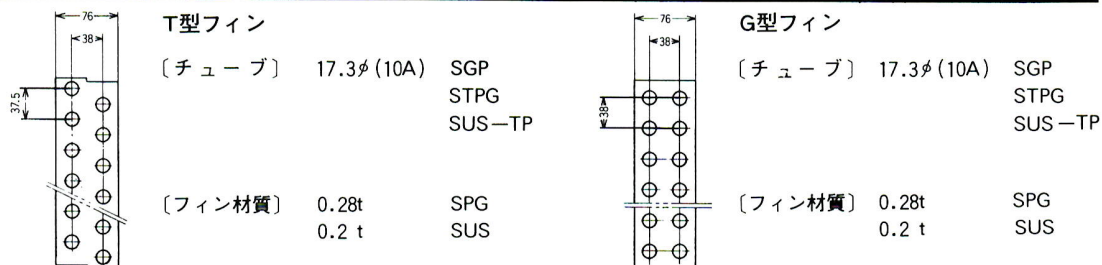 76
38
37.5
T型フィン
〔チューブ〕 17.3φ(10A) SGP
STPG
SUS－TP
〔フィン材質〕 0.28t SPG
0.2 t SUS
76
38
38
G型フィン
〔チューブ〕 17.3φ(10A) SGP
STPG
SUS－TP
〔フィン材質〕 0.28t SPG
0.2 t SUS